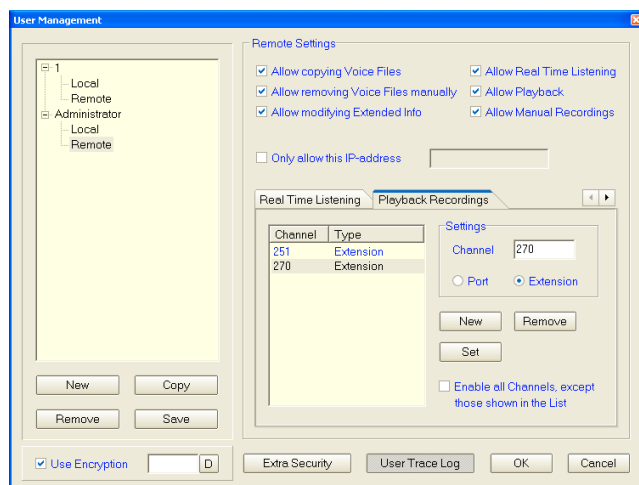 User Management
1
Local
Remote
Administrator
Local
Remote
New
Copy
Remove
Save
Use Encryption
D
Remote Settings
Allow copying Voice Files
Allow Real Time Listening
Allow removing Voice Files manually
Allow Playback
Allow modifying Extended Info
Allow Manual Recordings
Only allow this IP-address
Real Time Listening
Playback Recordings
Channel Type
251 Extension
270 Extension
Settings
Channel 270
Port
Extension
New
Remove
Set
Enable all Channels, except
those shown in the List
Extra Security
User Trace Log
OK
Cancel